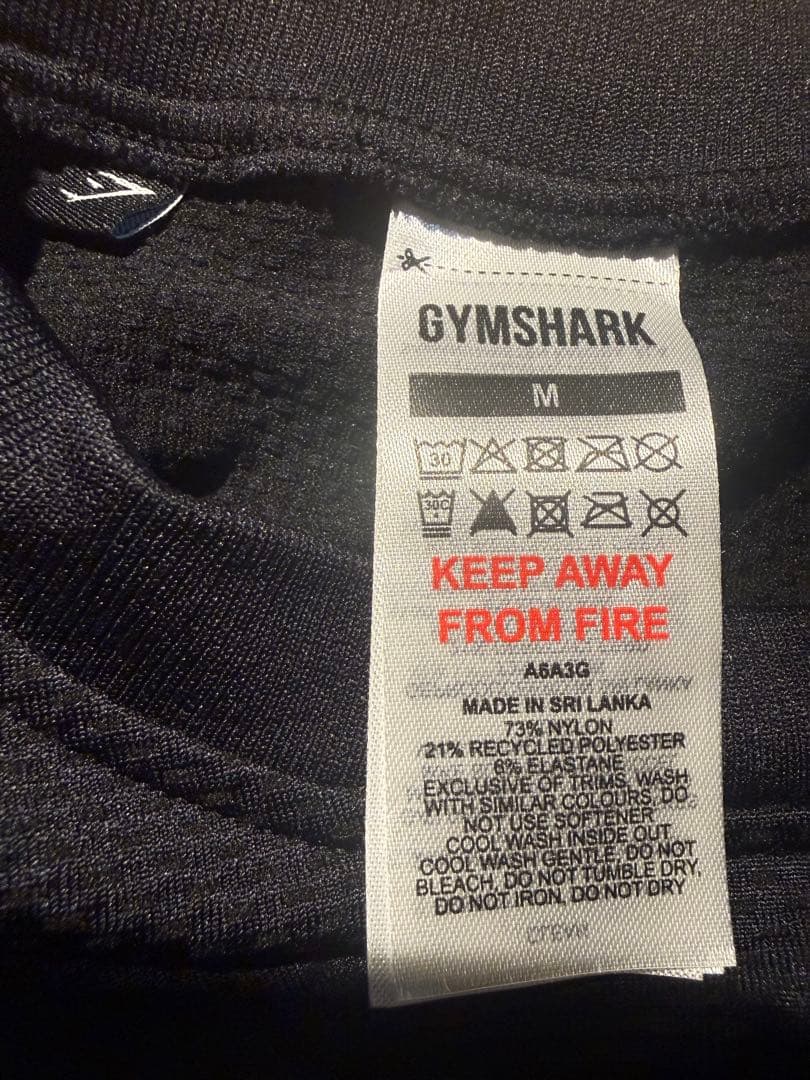 GYMSHARK
M
30
30C
KEEP AWAY
FROM FIRE
A6A3G
MADE IN SRI LANKA
73% NYLON
21% RECYCLED POLYESTER
6% ELASTANE
EXCLUSIVE OF TRIMS, WASH
WITH SIMILAR COLOURS, DO
NOT USE SOFTENER
COOL WASH INSIDE OUT,
COOL WASH GENTLE, DO NOT
BLEACH, DO NOT TUMBLE DRY,
DO NOT IRON, DO NOT DRY